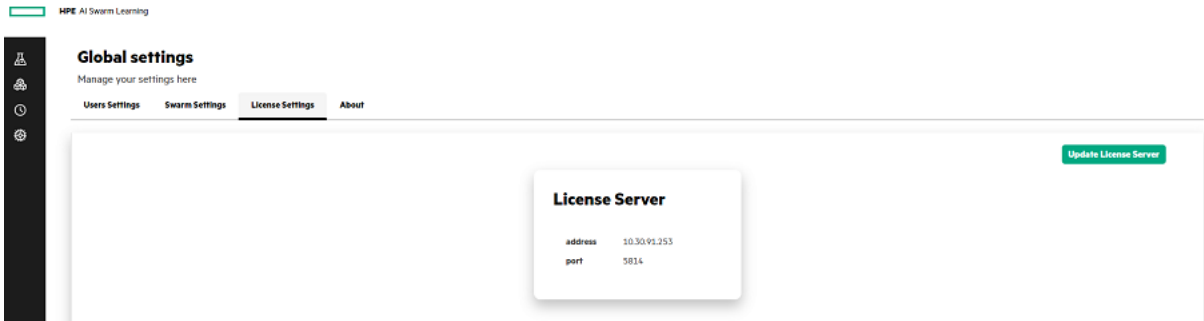 HPE AI Swarm Learning
Global settings
Manage your settings here
Users Settings Swarm Settings License Settings About
Update License Server
License Server
address 10.30.91.253
port 5814